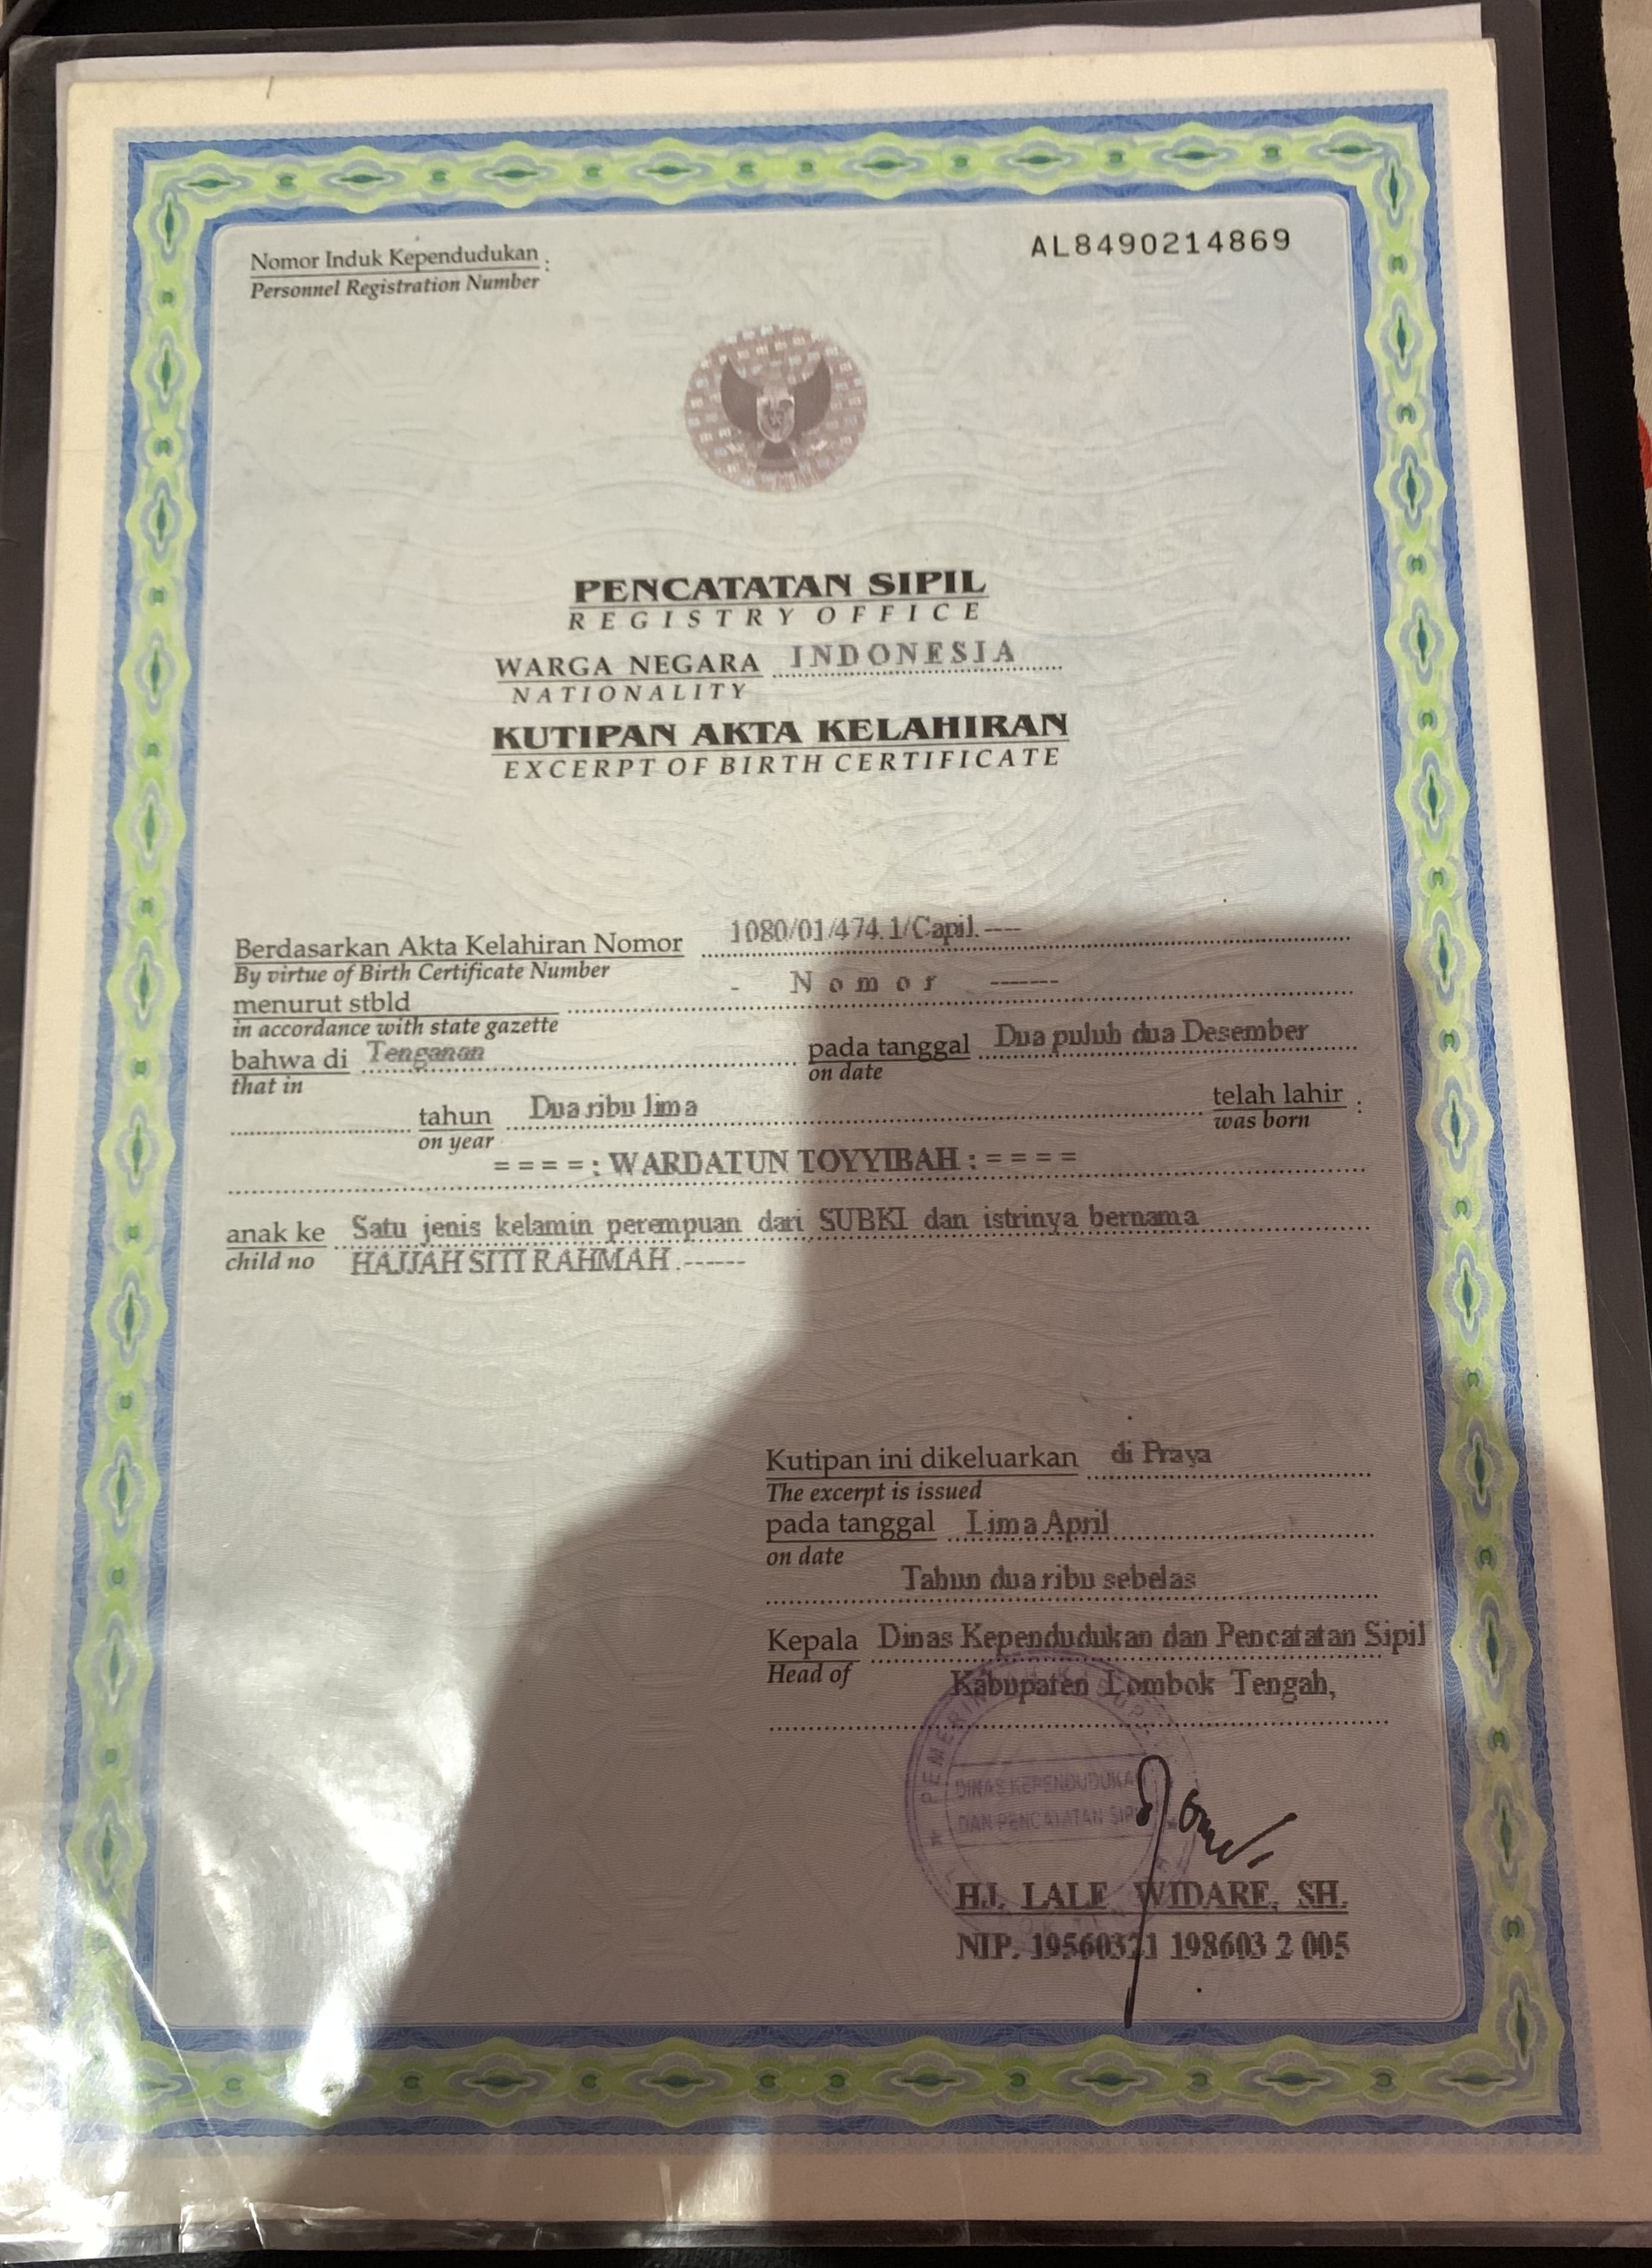 Nomor Induk Kependudukan :
Personnel Registration Number
AL8490214869
PENCATATAN SIPIL
REGISTRY OFFICE
WARGA NEGARA INDONESIA
NATIONALITY
KUTIPAN AKTA KELAHIRAN
EXCERPT OF BIRTH CERTIFICATE
Berdasarkan Akta Kelahiran Nomor 1080/01/474.1/Capil.----
By virtue of Birth Certificate Number
menurut stbld - Nomor -------
in accordance with state gazette
bahwa di Tenganan pada tanggal Dua puluh dua Desember
that in on date
tahun Dua ribu lima telah lahir :
on year was born
====: WARDATUN TOYYIBAH :====
anak ke Satu jenis kelamin perempuan dari SUBKI dan istrinya bernama
child no HAJJAH SITI RAHMAH.------
Kutipan ini dikeluarkan di Praya
The excerpt is issued
pada tanggal Lima April
on date
Tahun dua ribu sebelas
Kepala Dinas Kependudukan dan Pencatatan Sipil
Head of Kabupaten Lombok Tengah,
PEMERINTAH
DINAS KEPENDUDUKAN
DAN PENCATATAN SIPIL
HJ. LALE WIDARE, SH.
NIP. 19560321 198603 2 005